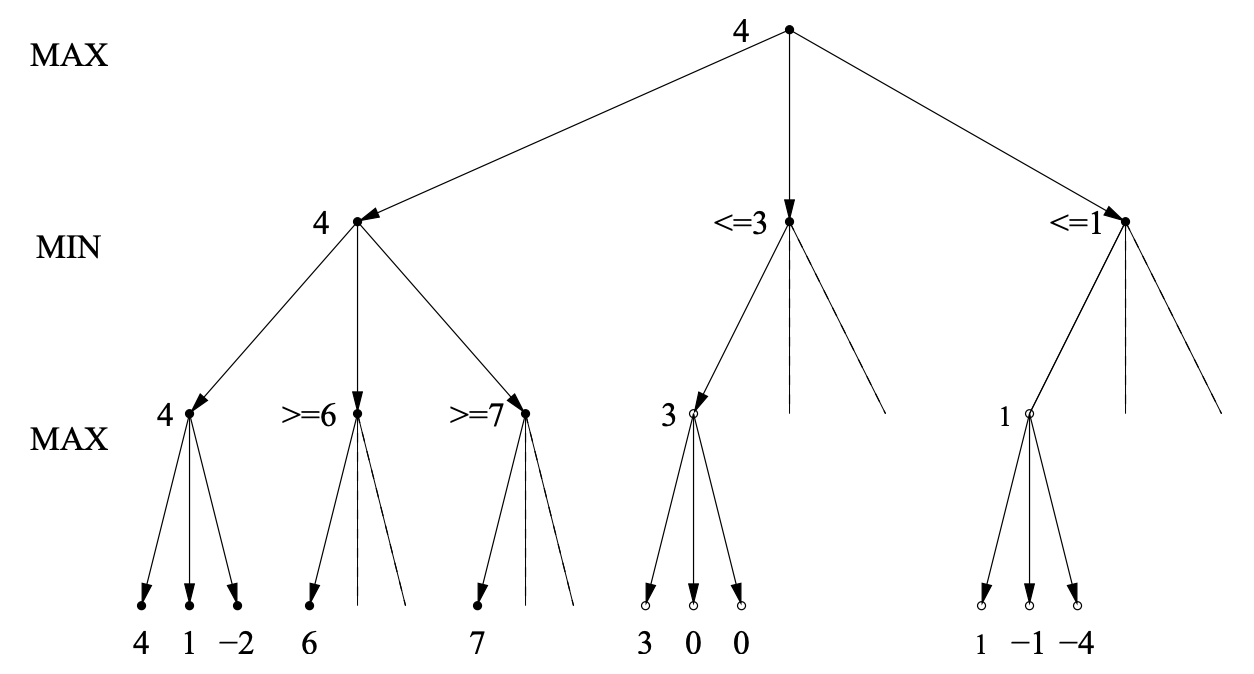 MAX 4
MIN 4 <=3 <=1
MAX 4 >=6 >=7 3 1
4 1 −2 6 7 3 0 0 1 −1 −4